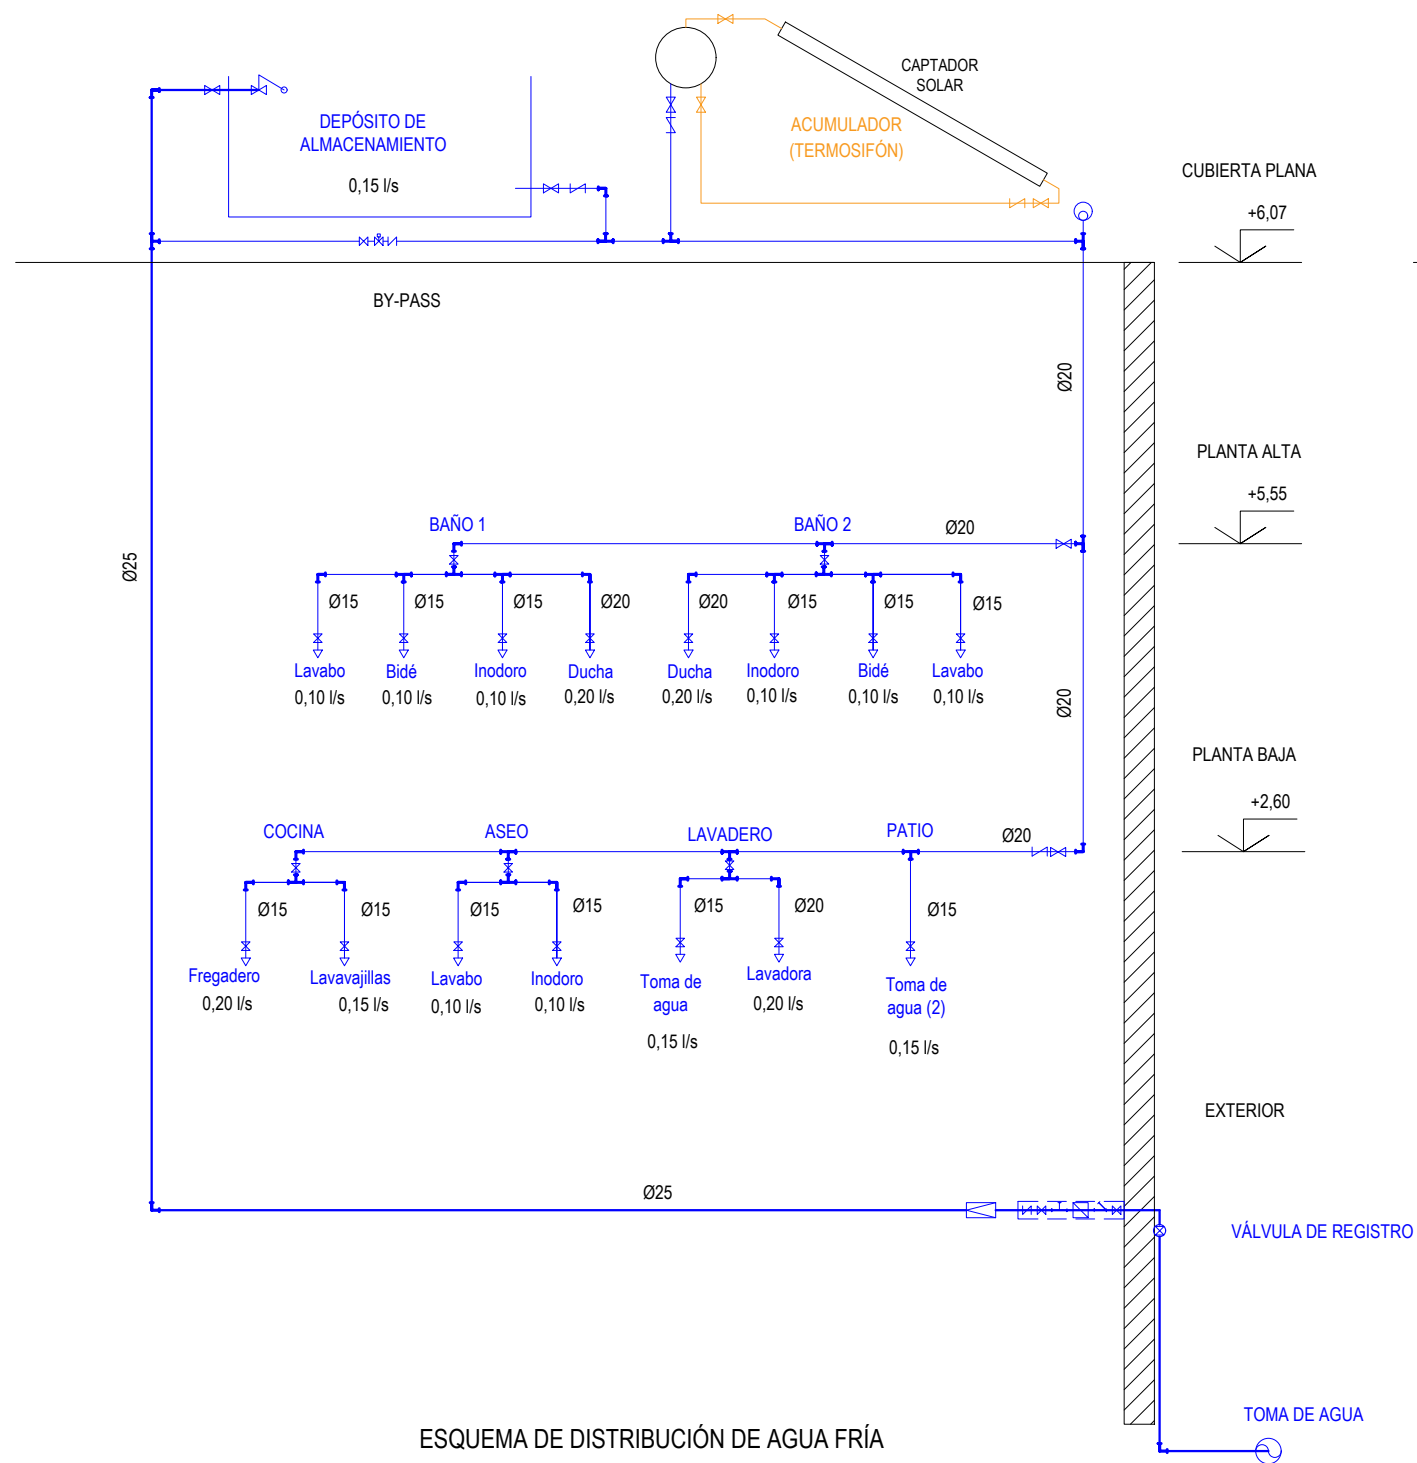 CAPTADOR
SOLAR
DEPÓSITO DE
ALMACENAMIENTO
0,15 l/s
ACUMULADOR
(TERMOSIFÓN)
CUBIERTA PLANA
+6,07
BY-PASS
Ø20
PLANTA ALTA
+5,55
BAÑO 1
BAÑO 2
Ø20
Ø25
Ø15
Ø15
Ø15
Ø20
Ø20
Ø15
Ø15
Ø15
Lavabo
Bidé
Inodoro
Ducha
Ducha
Inodoro
Bidé
Lavabo
0,10 l/s
0,10 l/s
0,10 l/s
0,20 l/s
0,20 l/s
0,10 l/s
0,10 l/s
0,10 l/s
Ø20
PLANTA BAJA
+2,60
COCINA
ASEO
LAVADERO
PATIO
Ø20
Ø15
Ø15
Ø15
Ø15
Ø15
Ø20
Ø15
Fregadero
Lavavajillas
Lavabo
Inodoro
Toma de
agua
Lavadora
Toma de
agua (2)
0,20 l/s
0,15 l/s
0,10 l/s
0,10 l/s
0,15 l/s
0,20 l/s
0,15 l/s
EXTERIOR
Ø25
VÁLVULA DE REGISTRO
TOMA DE AGUA
ESQUEMA DE DISTRIBUCIÓN DE AGUA FRÍA